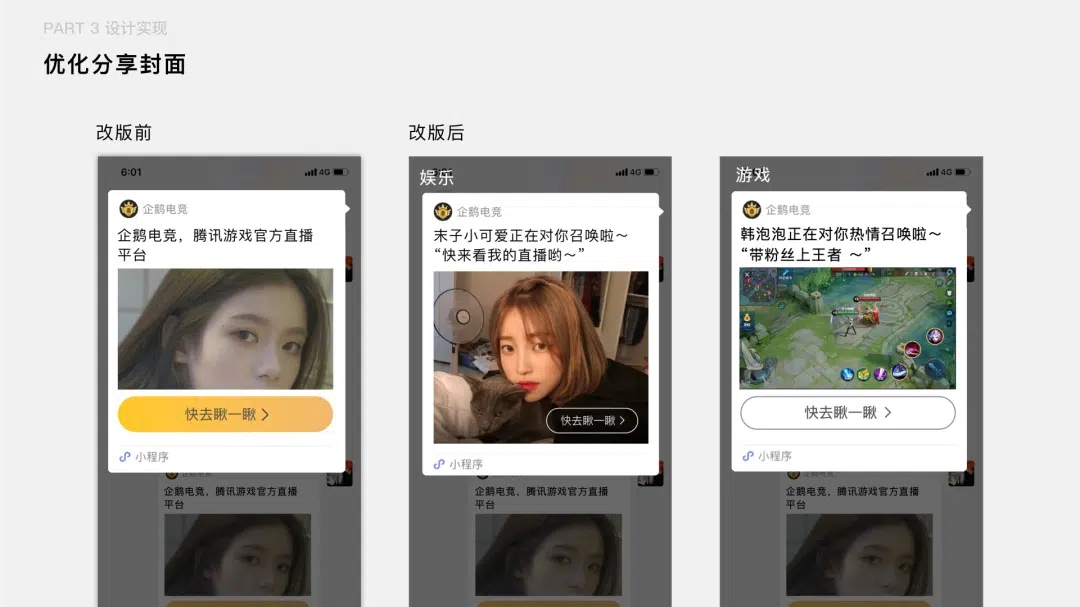 PART 3 设计实现
优化分享封面
改版前
改版后
6:01
4G
企鹅电竞
企鹅电竞，腾讯游戏官方直播
平台
快去瞅一瞅
小程序
企鹅电竞，腾讯游戏官方直播
平台
娱乐
4G
企鹅电竞
末子小可爱正在对你召唤啦～
“快来看我的直播哟～”
快去瞅一瞅
小程序
企鹅电竞，腾讯游戏官方直播
平台
游戏
4G
企鹅电竞
韩泡泡正在对你热情召唤啦～
“带粉丝上王者 ～”
快去瞅一瞅
小程序
企鹅电竞，腾讯游戏官方直播
平台